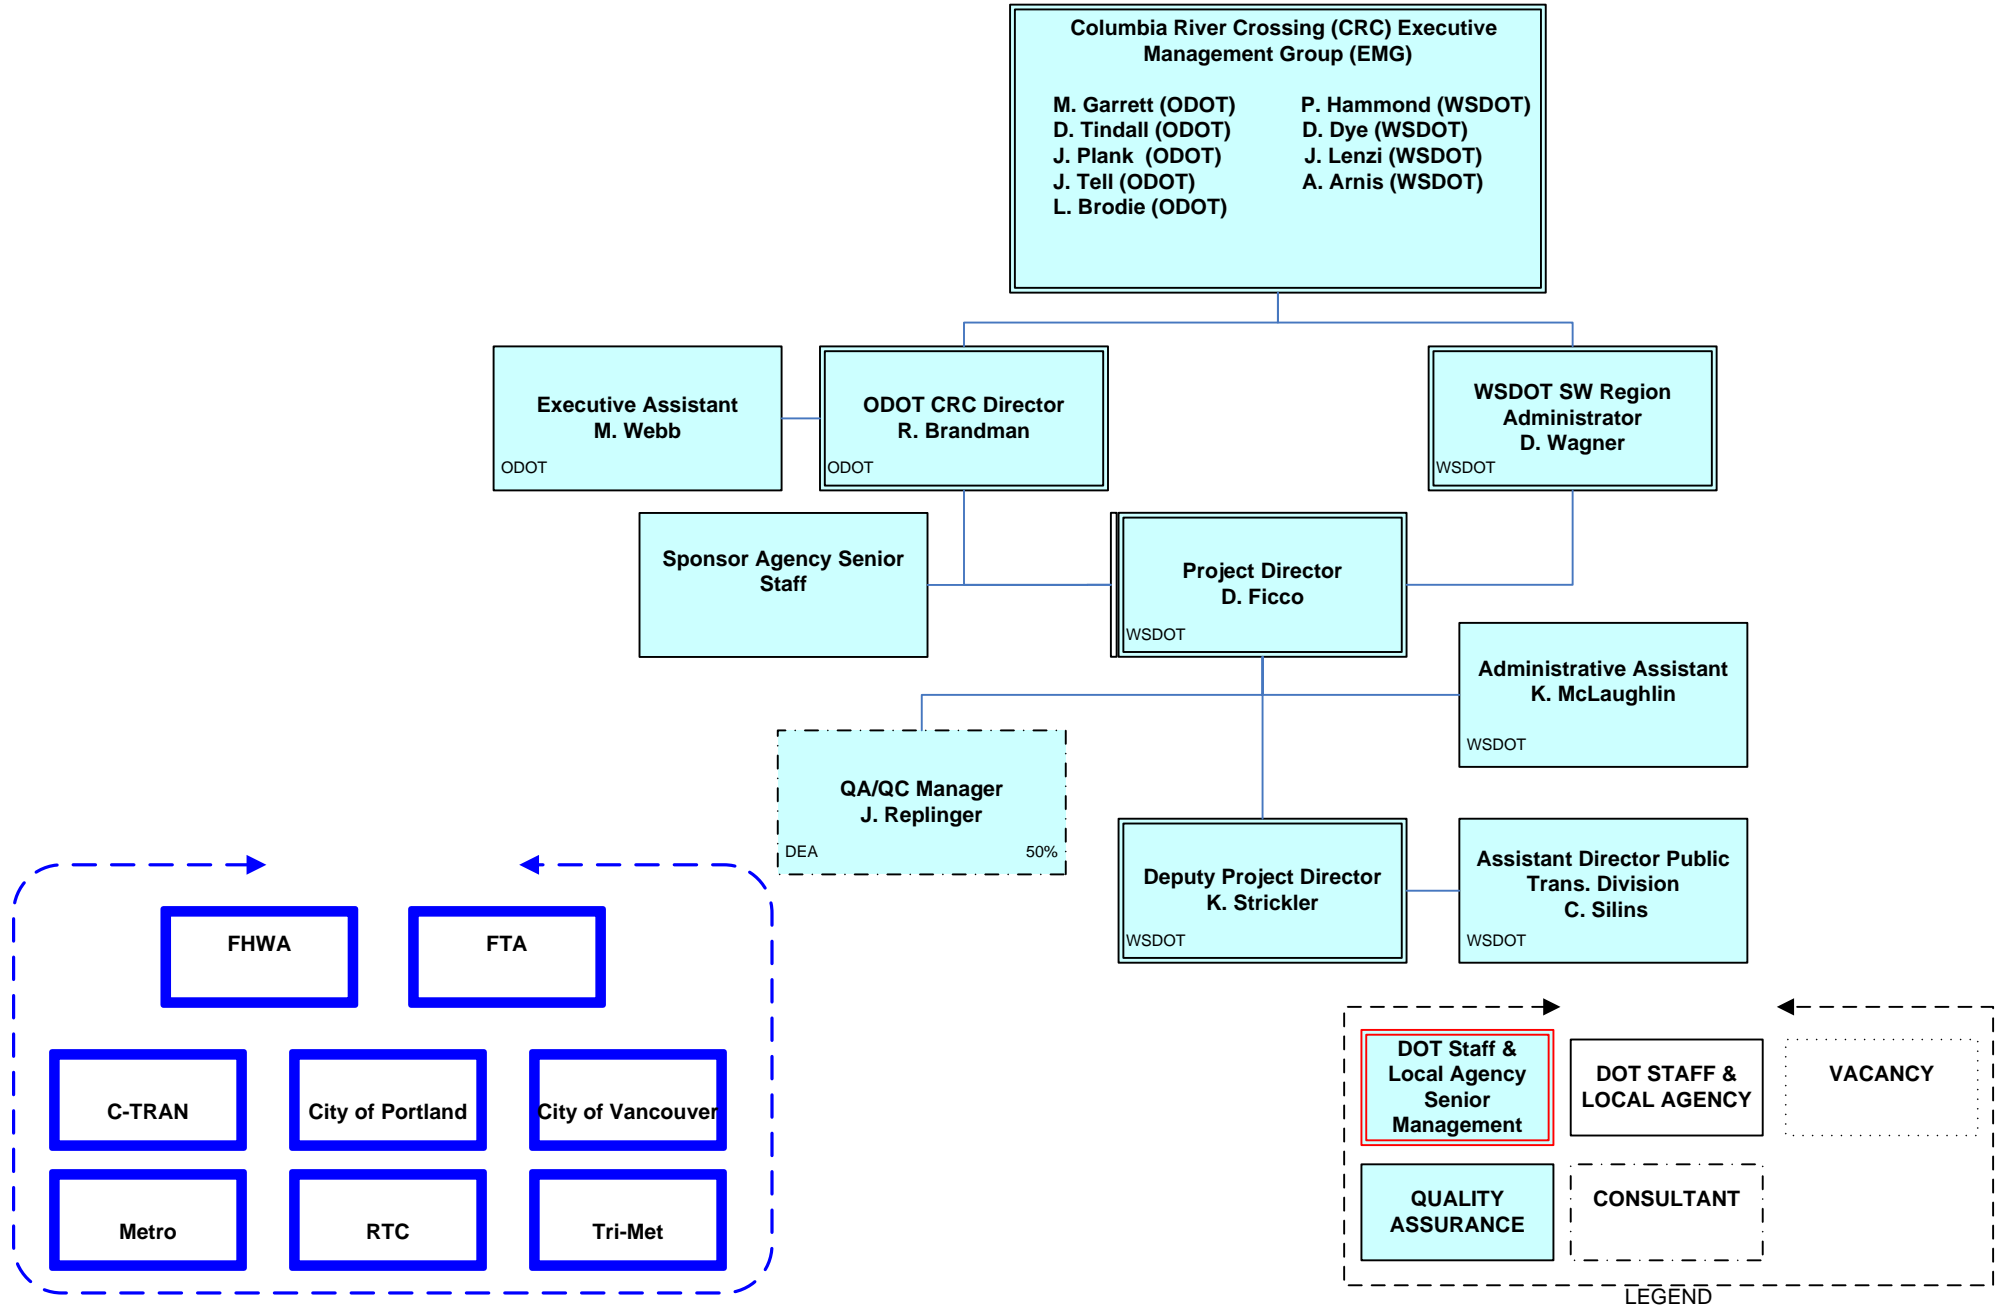 Columbia River Crossing (CRC) Executive
Management Group (EMG)
M. Garrett (ODOT)
D. Tindall (ODOT)
J. Plank (ODOT)
J. Tell (ODOT)
L. Brodie (ODOT)
P. Hammond (WSDOT)
D. Dye (WSDOT)
J. Lenzi (WSDOT)
A. Arnis (WSDOT)
Executive Assistant
M. Webb
ODOT
ODOT CRC Director
R. Brandman
ODOT
WSDOT SW Region
Administrator
D. Wagner
WSDOT
Sponsor Agency Senior
Staff
Project Director
D. Ficco
WSDOT
Administrative Assistant
K. McLaughlin
WSDOT
QA/QC Manager
J. Replinger
DEA 50%
Deputy Project Director
K. Strickler
WSDOT
Assistant Director Public
Trans. Division
C. Silins
WSDOT
FHWA
FTA
C-TRAN
City of Portland
City of Vancouver
Metro
RTC
Tri-Met
DOT Staff &
Local Agency
Senior
Management
DOT STAFF &
LOCAL AGENCY
VACANCY
QUALITY
ASSURANCE
CONSULTANT
LEGEND